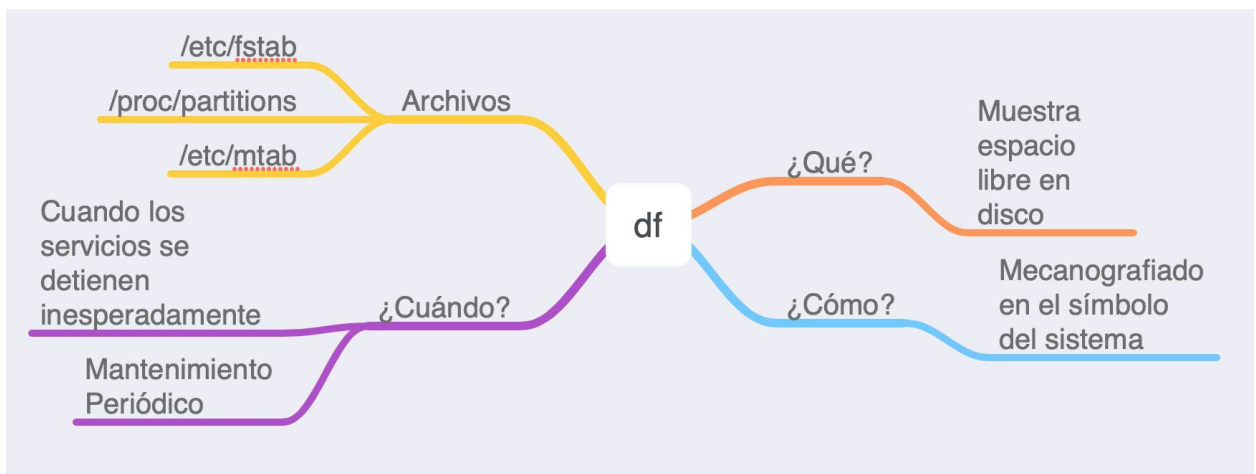 /etc/fstab
/proc/partitions
/etc/mtab
Archivos
Cuando los
servicios se
detienen
inesperadamente
Mantenimiento
Periódico
¿Cuándo?
df
¿Qué?
Muestra
espacio
libre en
disco
¿Cómo?
Mecanografiado
en el símbolo
del sistema